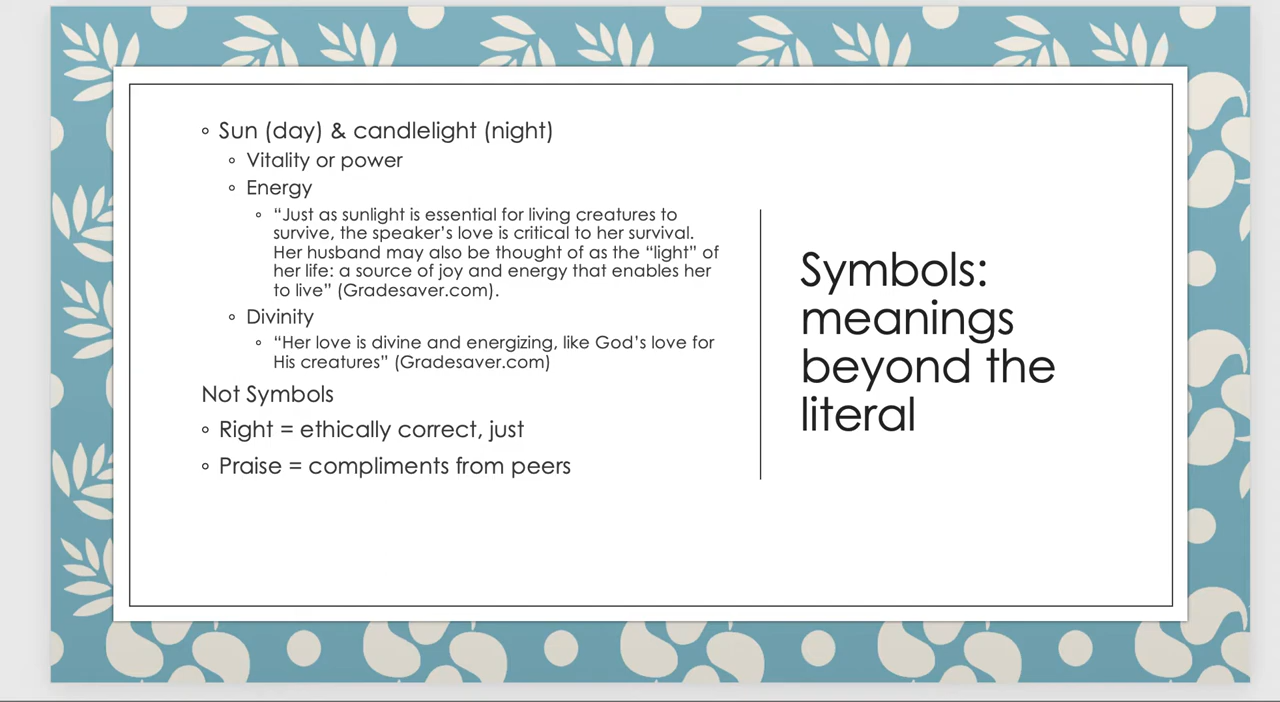 Sun (day) & candlelight (night)
Vitality or power
Energy
“Just as sunlight is essential for living creatures to
survive, the speaker’s love is critical to her survival.
Her husband may also be thought of as the “light” of
her life: a source of joy and energy that enables her
to live” (Gradesaver.com).
Divinity
“Her love is divine and energizing, like God’s love for
His creatures” (Gradesaver.com)
Not Symbols
Right = ethically correct, just
Praise = compliments from peers
Symbols:
meanings
beyond the
literal